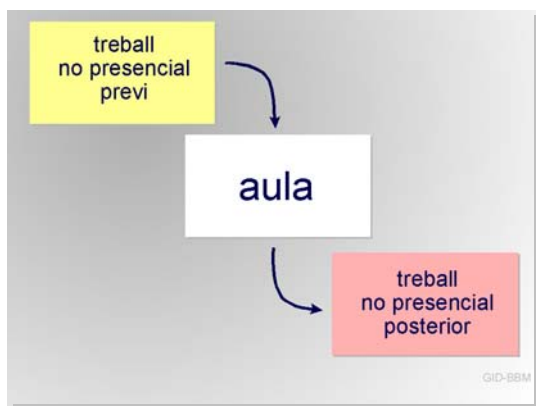 treball
no presencial
previ
aula
treball
no presencial
posterior
GID-BBM